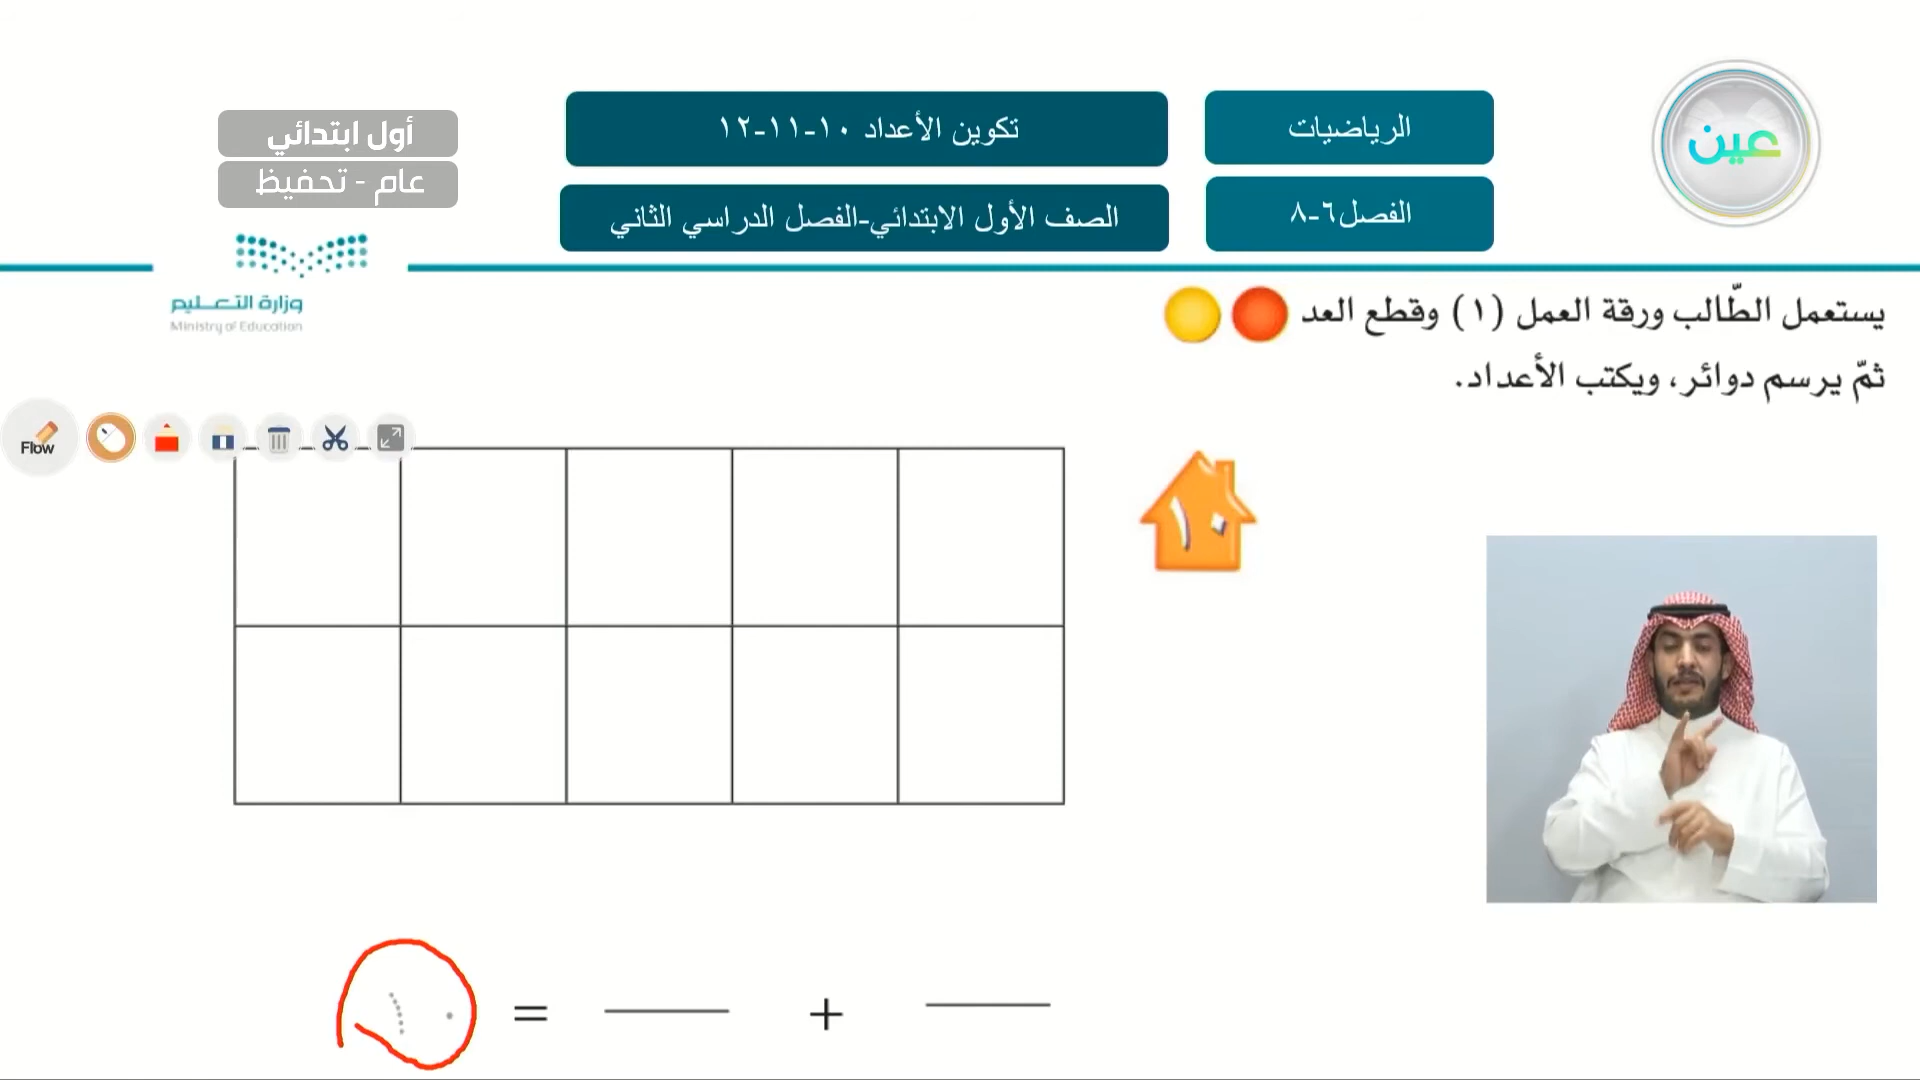 عين
الرياضيات
تكوين الأعداد ١٠-١١-١٢
أول ابتدائي
الفصل٦-٨
الصف الأول الابتدائي-الفصل الدراسي الثاني
عام - تحفيظ
وزارة التعليم
Ministry of Education
يستعمل الطّالب ورقة العمل (١) وقطع العد
ثمّ يرسم دوائر، ويكتب الأعداد.
Flow
١٠
____ + ____ = ١٠